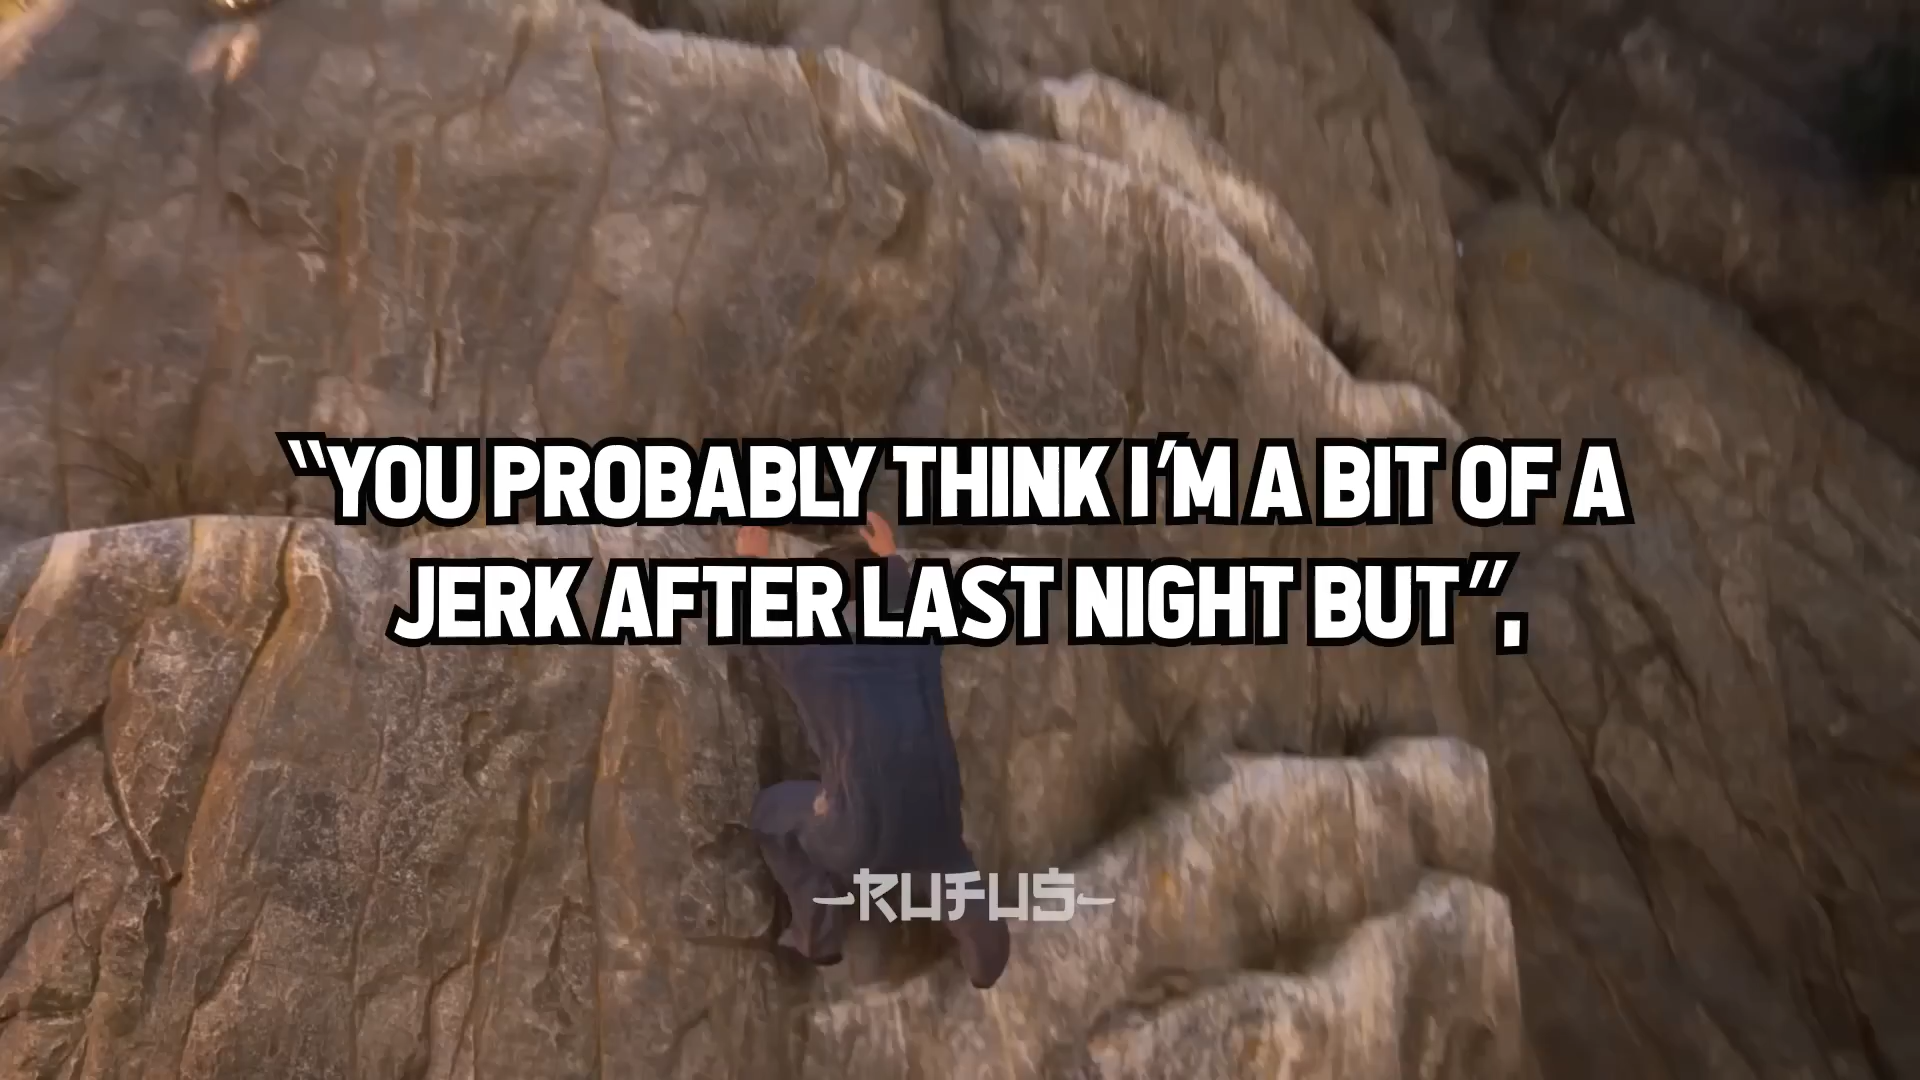 “YOU PROBABLY THINK I’M A BIT OF A
JERK AFTER LAST NIGHT BUT”.
RUFUS